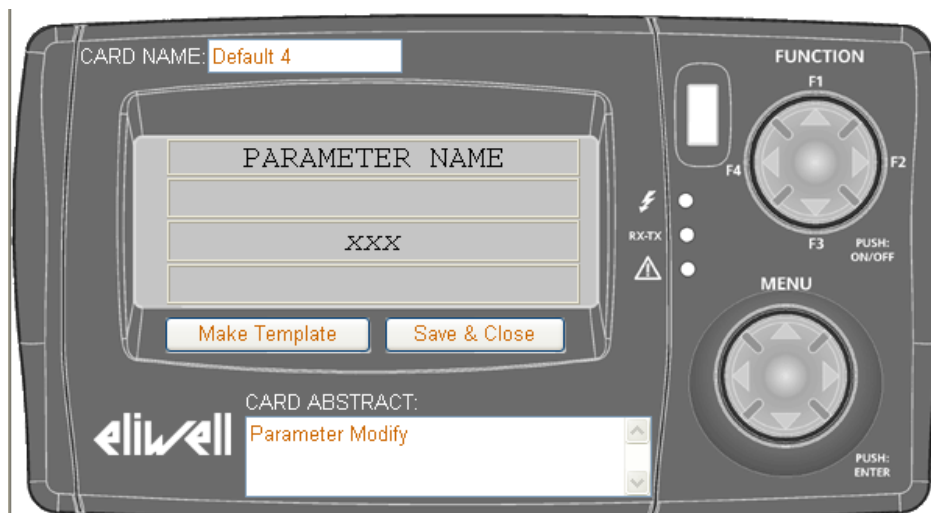 CARD NAME: Default 4
PARAMETER NAME
xxx
Make Template
Save & Close
CARD ABSTRACT:
Parameter Modify
eliwell
FUNCTION
F1
F2
F4
F3
PUSH:
ON/OFF
RX-TX
MENU
PUSH:
ENTER